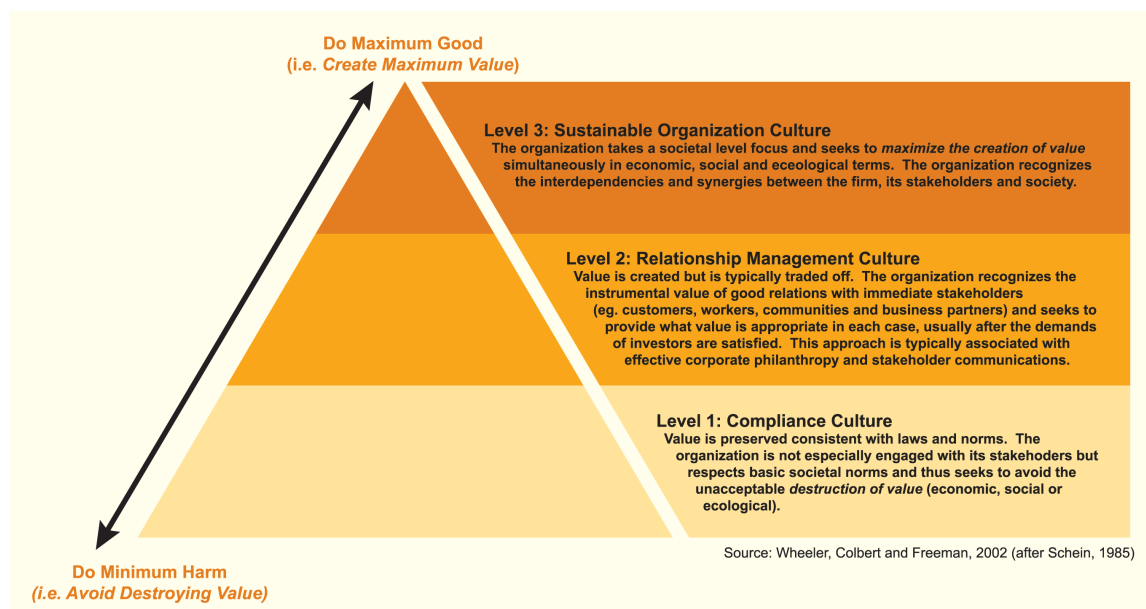 Do Maximum Good
(i.e. Create Maximum Value)
Level 3: Sustainable Organization Culture
The organization takes a societal level focus and seeks to maximize the creation of value
simultaneously in economic, social and eceological terms. The organization recognizes
the interdependencies and synergies between the firm, its stakeholders and society.
Level 2: Relationship Management Culture
Value is created but is typically traded off. The organization recognizes the
instrumental value of good relations with immediate stakeholders
(eg. customers, workers, communities and business partners) and seeks to
provide what value is appropriate in each case, usually after the demands
of investors are satisfied. This approach is typically associated with
effective corporate philanthropy and stakeholder communications.
Level 1: Compliance Culture
Value is preserved consistent with laws and norms. The
organization is not especially engaged with its stakehoders but
respects basic societal norms and thus seeks to avoid the
unacceptable destruction of value (economic, social or
ecological).
Source: Wheeler, Colbert and Freeman, 2002 (after Schein, 1985)
Do Minimum Harm
(i.e. Avoid Destroying Value)